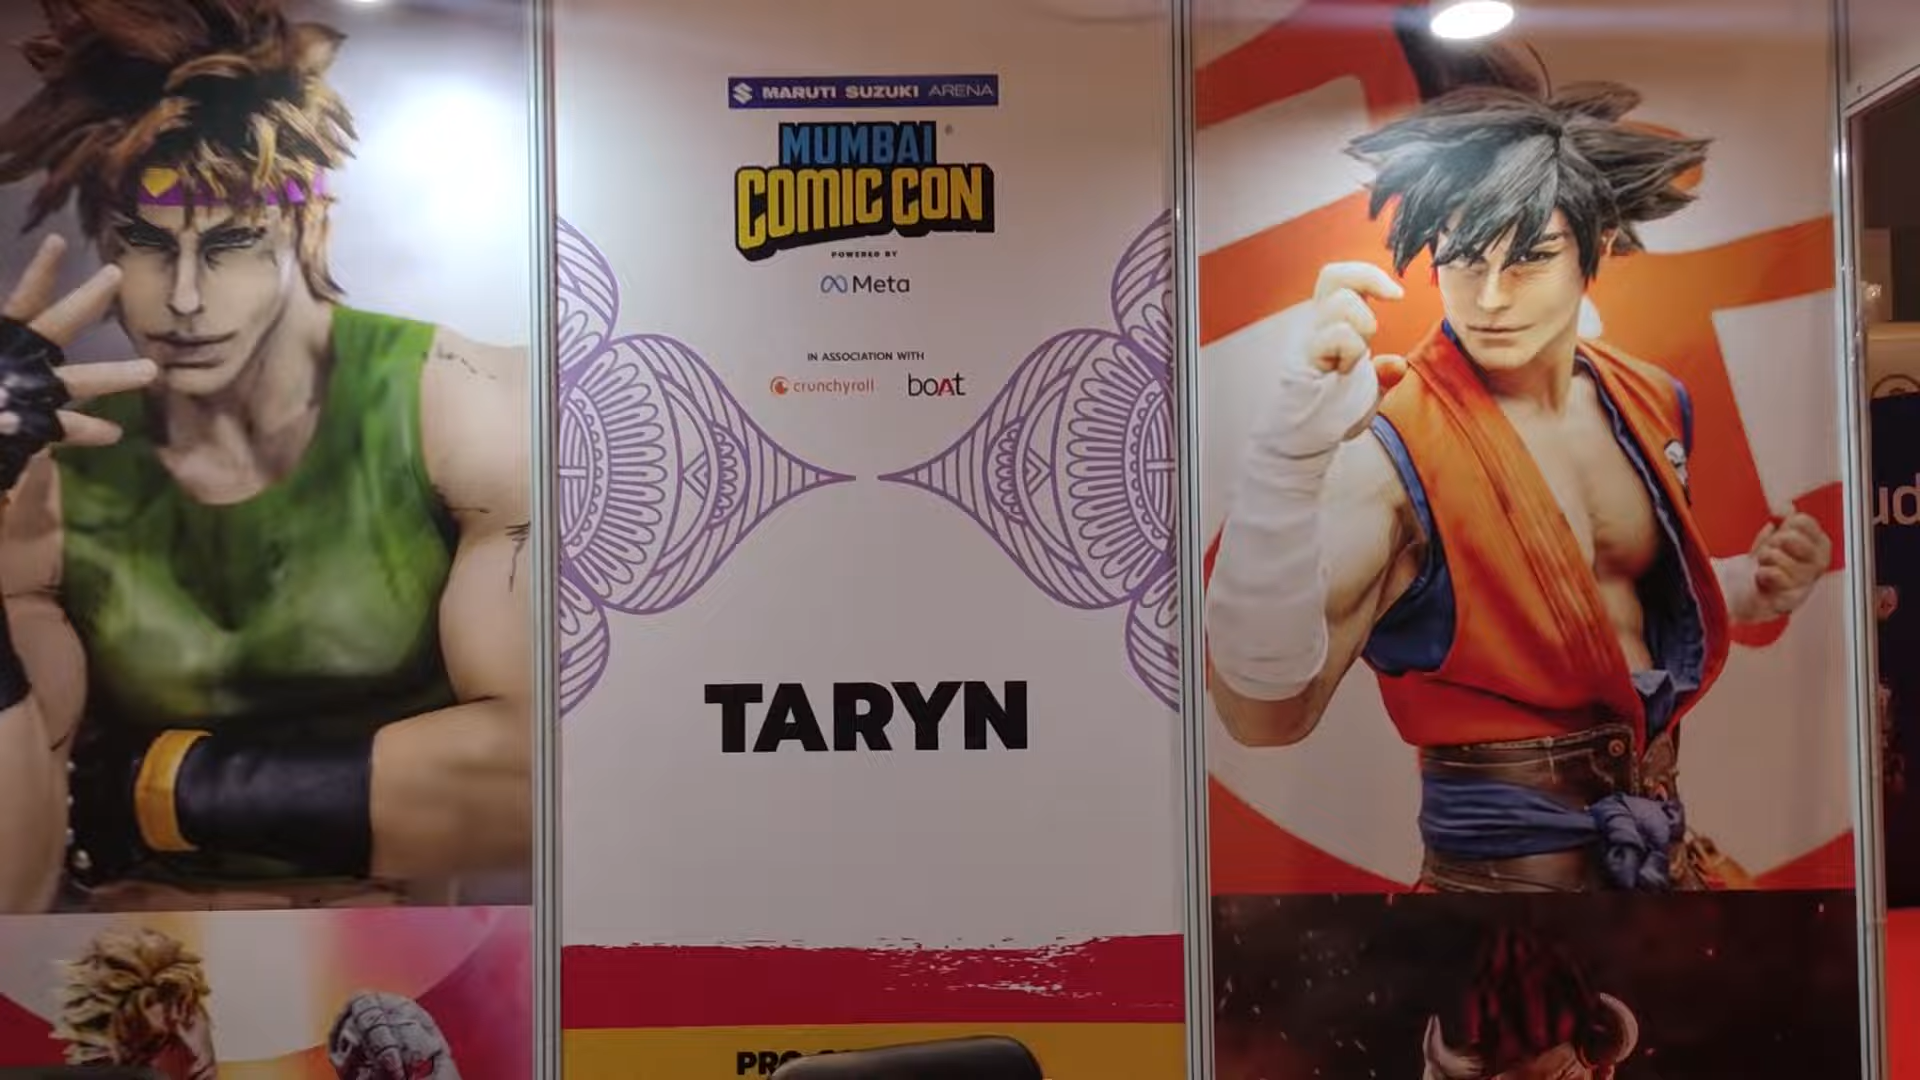 MARUTI SUZUKI ARENA
MUMBAI
COMIC CON
POWERED BY
Meta
IN ASSOCIATION WITH
crunchyroll boAt
TARYN